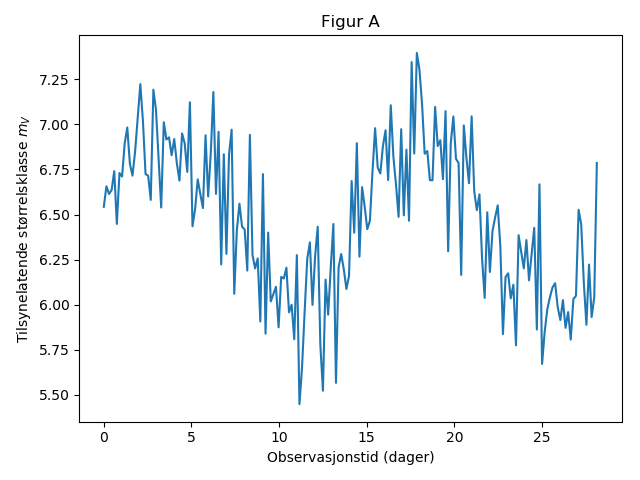 Figur A
Tilsynelatende størrelsklasse $m_V$
7.25
7.00
6.75
6.50
6.25
6.00
5.75
5.50
0 5 10 15 20 25
Observasjonstid (dager)